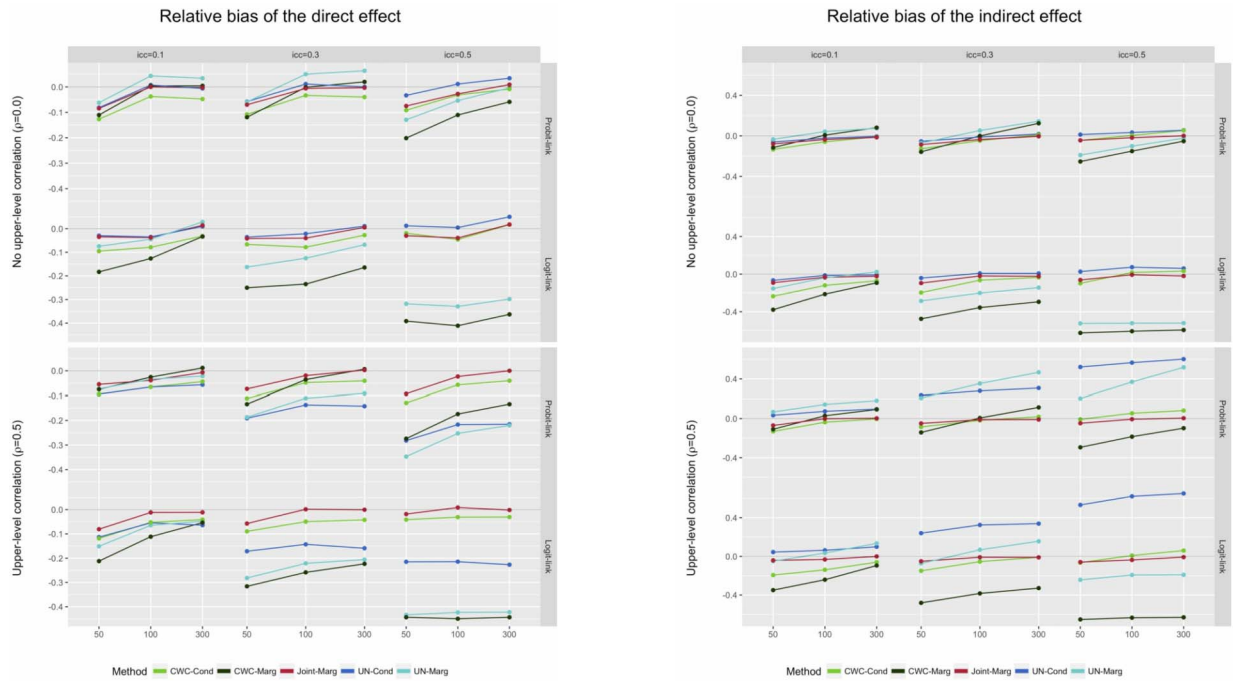 Relative bias of the direct effect
icc=0.1 icc=0.3 icc=0.5
No upper-level correlation (ρ=0.0)
0.0
-0.1
-0.2
-0.3
-0.4
Probit-link
0.0
-0.1
-0.2
-0.3
-0.4
Logit-link
Upper-level correlation (ρ=0.5)
0.0
-0.1
-0.2
-0.3
-0.4
Probit-link
0.0
-0.1
-0.2
-0.3
-0.4
Logit-link
50 100 300 50 100 300 50 100 300
Method CWC-Cond CWC-Marg Joint-Marg UN-Cond UN-Marg
Relative bias of the indirect effect
icc=0.1 icc=0.3 icc=0.5
No upper-level correlation (ρ=0.0)
0.4
0.0
-0.4
Probit-link
0.4
0.0
-0.4
Logit-link
Upper-level correlation (ρ=0.5)
0.4
0.0
-0.4
Probit-link
0.4
0.0
-0.4
Logit-link
50 100 300 50 100 300 50 100 300
Method CWC-Cond CWC-Marg Joint-Marg UN-Cond UN-Marg